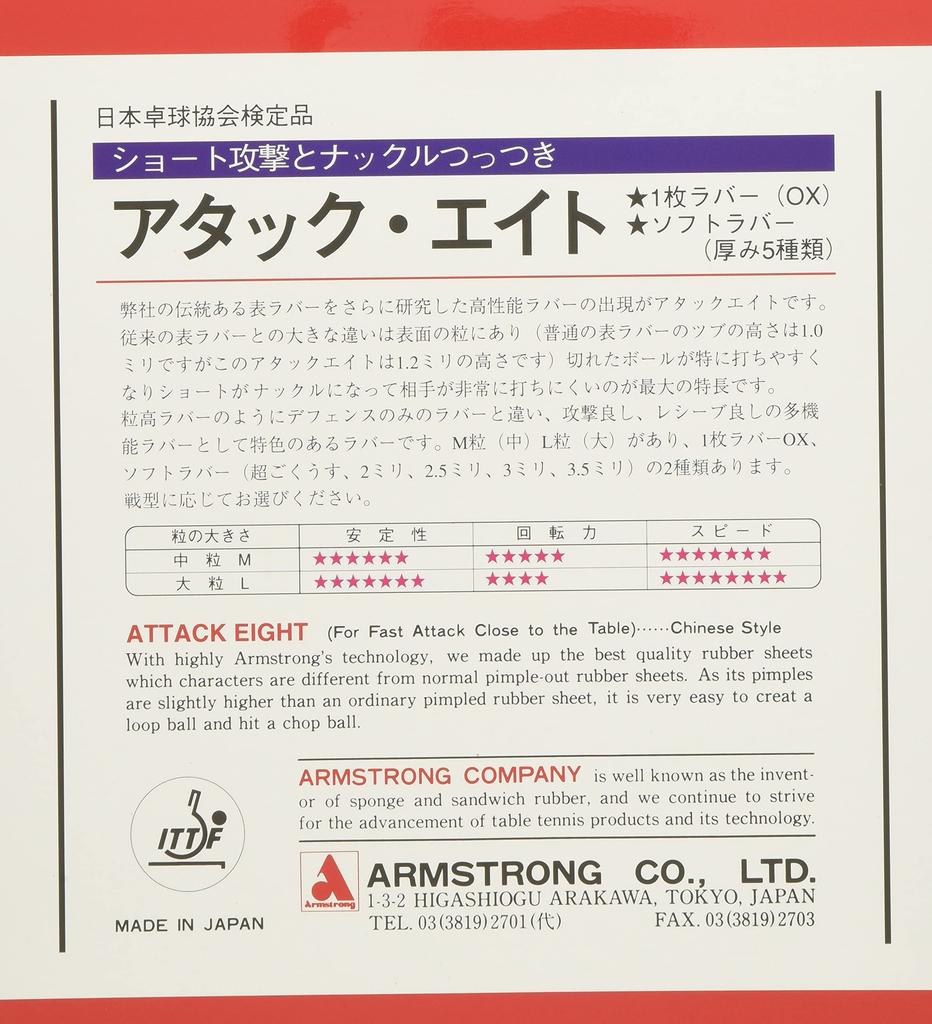 日本卓球協会検定品
ショート攻撃とナックルつっつき
アタック・エイト
★1枚ラバー（OX）
★ソフトラバー
（厚み5種類）
弊社の伝統ある表ラバーをさらに研究した高性能ラバーの出現がアタックエイトです。
従来の表ラバーとの大きな違いは表面の粒にあり（普通の表ラバーのツブの高さは1.0
ミリですがこのアタックエイトは1.2ミリの高さです）切れたボールが特に打ちやすく
なりショートがナックルになって相手が非常に打ちにくいのが最大の特長です。
粒高ラバーのようにデフェンスのみのラバーと違い、攻撃良し、レシーブ良しの多機
能ラバーとして特色のあるラバーです。M粒（中）L粒（大）があり、1枚ラバーOX、
ソフトラバー（超ごくうす、2ミリ、2.5ミリ、3ミリ、3.5ミリ）の2種類あります。
戦型に応じてお選びください。
粒の大きさ 安定性 回転力 スピード
中粒 M ★★★★★★ ★★★★★ ★★★★★★★
大粒 L ★★★★★★★ ★★★★ ★★★★★★★★
ATTACK EIGHT (For Fast Attack Close to the Table)……Chinese Style
With highly Armstrong's technology, we made up the best quality rubber sheets
which characters are different from normal pimple-out rubber sheets. As its pimples
are slightly higher than an ordinary pimpled rubber sheet, it is very easy to creat a
loop ball and hit a chop ball.
ARMSTRONG COMPANY is well known as the invent-
or of sponge and sandwich rubber, and we continue to strive
for the advancement of table tennis products and its technology.
ITTF
MADE IN JAPAN
Armstrong
ARMSTRONG CO., LTD.
1-3-2 HIGASHIOGU ARAKAWA, TOKYO, JAPAN
TEL. 03(3819)2701(代) FAX. 03(3819)2703